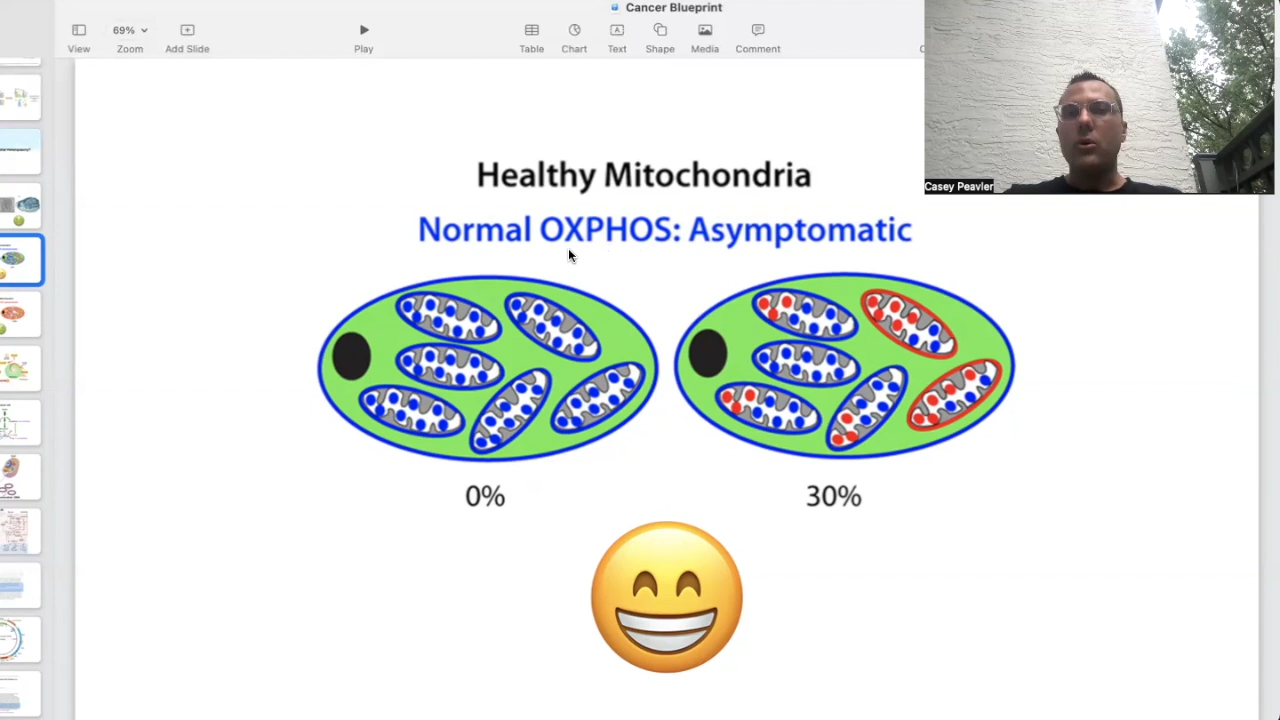 Cancer Blueprint
69%
View
Zoom
Add Slide
Play
Table
Chart
Text
Shape
Media
Comment
Casey Peavler
Healthy Mitochondria
Normal OXPHOS: Asymptomatic
0%
30%